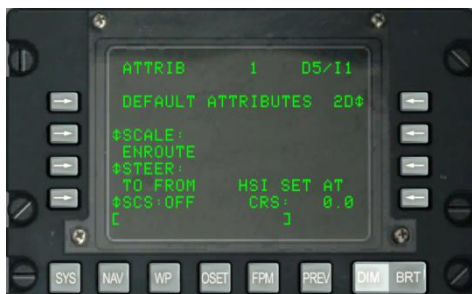 ATTRIB 1 D5/I1
DEFAULT ATTRIBUTES 2D≑
≑SCALE:
ENROUTE
≑STEER:
TO FROM HSI SET AT
≑SCS:OFF CRS: 0.0
[ ]
SYS NAV WP OSET FPM PREV DIM BRT